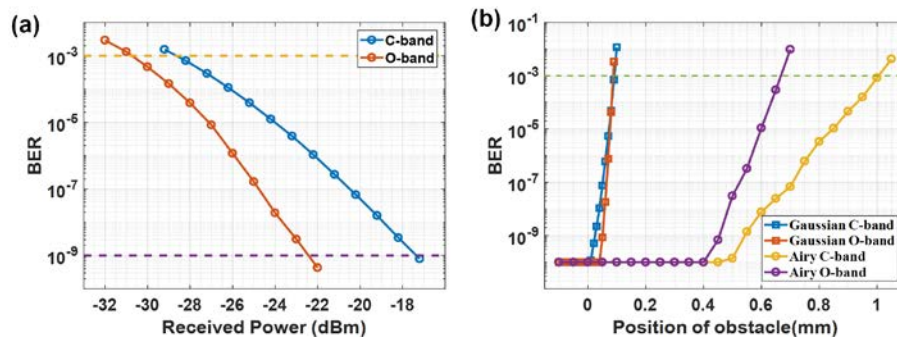 (a)
C-band
O-band
10-3
10-5
10-7
10-9
BER
-32 -30 -28 -26 -24 -22 -20 -18
Received Power (dBm)
(b)
10-1
10-3
10-5
10-7
10-9
BER
Gaussian C-band
Gaussian O-band
Airy C-band
Airy O-band
0 0.2 0.4 0.6 0.8 1
Position of obstacle(mm)